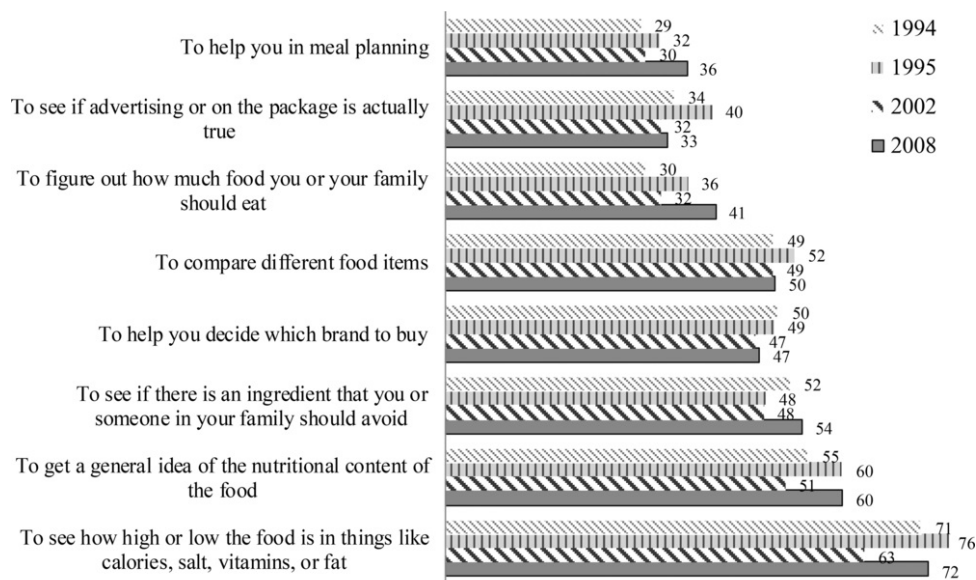 29
To help you in meal planning
32
30
36
To see if advertising or on the package is actually
true
34
40
32
33
To figure out how much food you or your family
should eat
30
36
32
41
To compare different food items
49
52
49
50
To help you decide which brand to buy
50
49
47
47
To see if there is an ingredient that you or
someone in your family should avoid
52
48
48
54
To get a general idea of the nutritional content of
the food
55
60
51
60
To see how high or low the food is in things like
calories, salt, vitamins, or fat
71
76
63
72
1994
1995
2002
2008